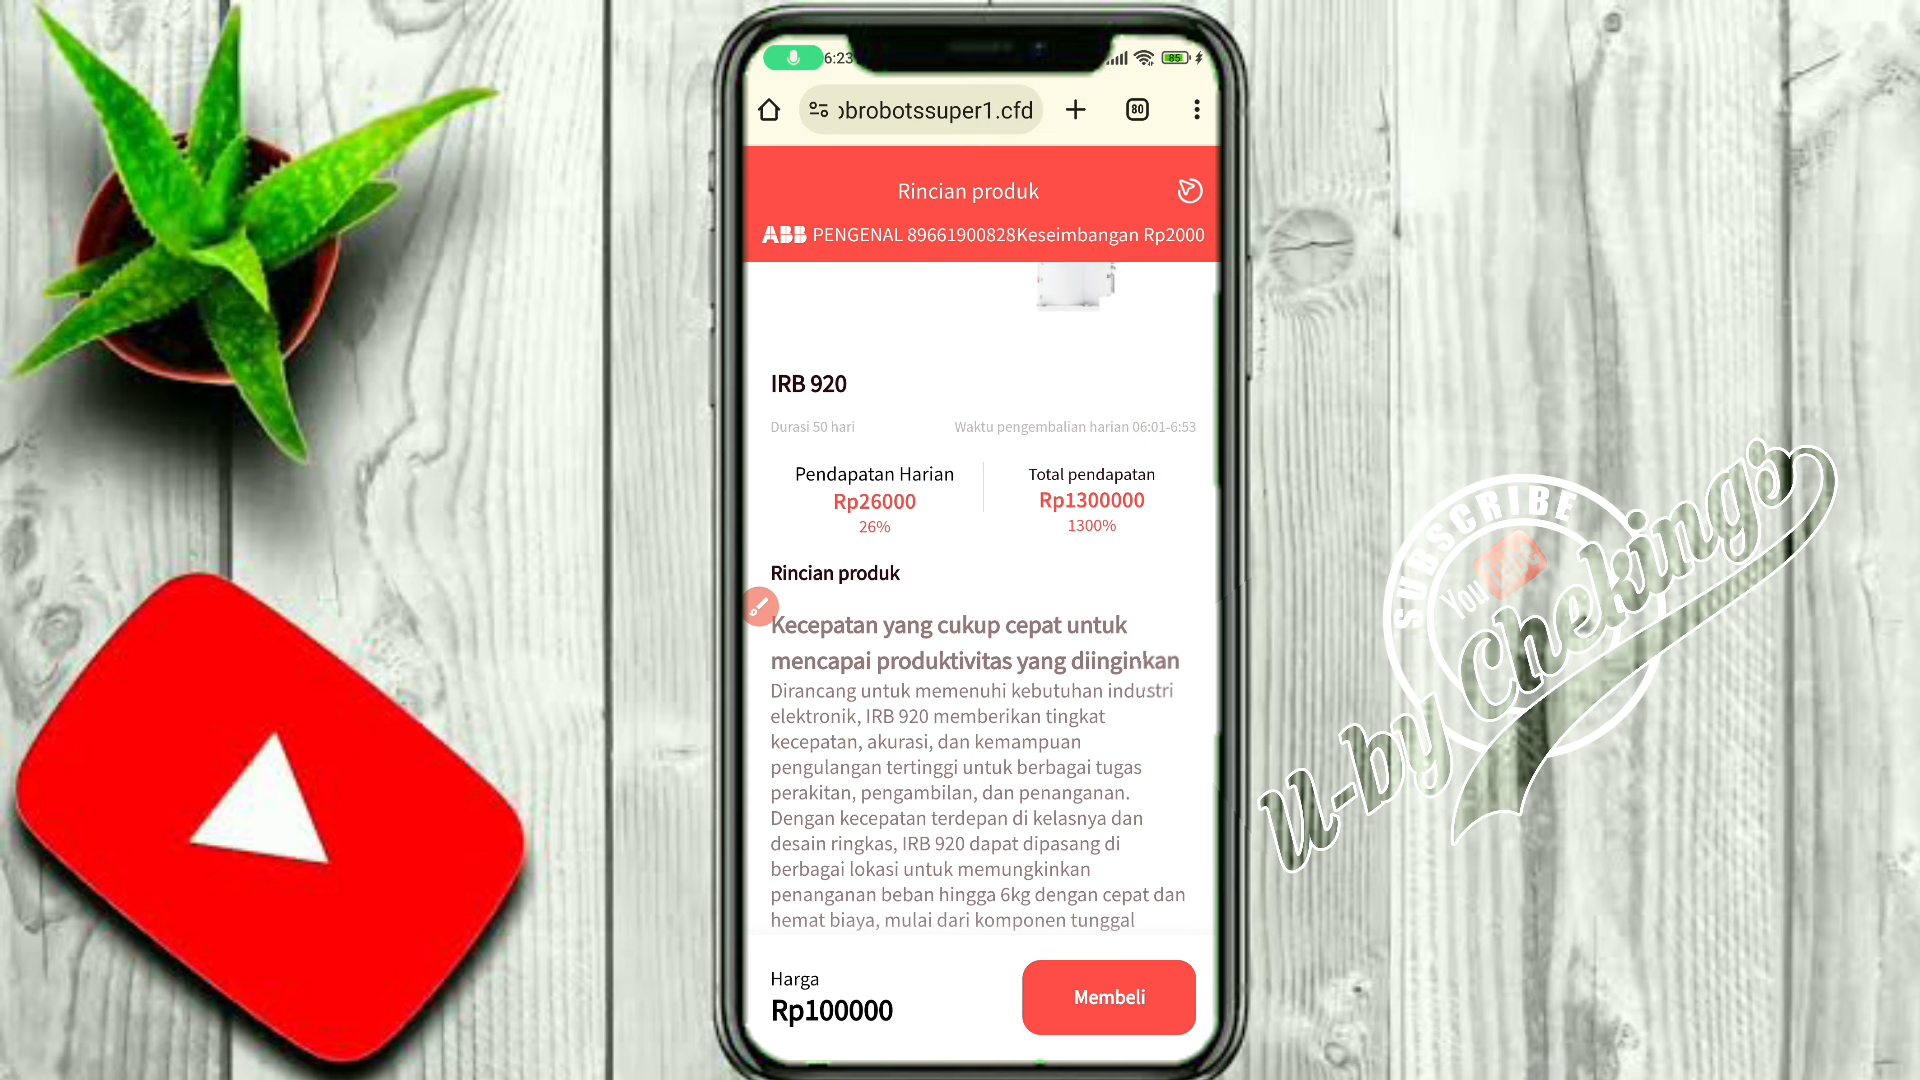 6:23
85
obrobotssuper1.cfd
80
Rincian produk
ABB PENGENAL 89661900828Keseimbangan Rp2000
IRB 920
Durasi 50 hari
Waktu pengembalian harian 06:01-6:53
Pendapatan Harian
Rp26000
26%
Total pendapatan
Rp1300000
1300%
Rincian produk
Kecepatan yang cukup cepat untuk
mencapai produktivitas yang diinginkan
Dirancang untuk memenuhi kebutuhan industri
elektronik, IRB 920 memberikan tingkat
kecepatan, akurasi, dan kemampuan
pengulangan tertinggi untuk berbagai tugas
perakitan, pengambilan, dan penanganan.
Dengan kecepatan terdepan di kelasnya dan
desain ringkas, IRB 920 dapat dipasang di
berbagai lokasi untuk memungkinkan
penanganan beban hingga 6kg dengan cepat dan
hemat biaya, mulai dari komponen tunggal
Harga
Rp100000
Membeli
SUBSCRIBE
YouTube
U-by Chekings